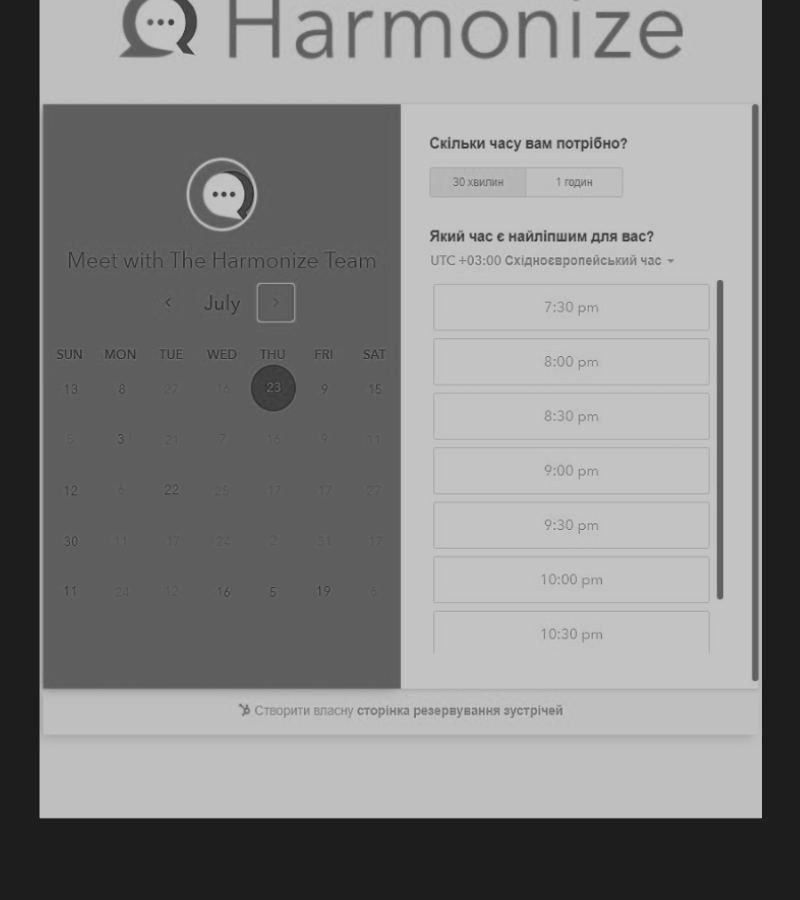 Harmonize
Meet with The Harmonize Team
July
SUN MON TUE WED THU FRI SAT
13 8 27 16 23 9 15
5 3 21 7 16 9 11
12 6 22 25 17 17 27
30 11 17 24 2 31 17
11 24 12 16 5 19 6
Скільки часу вам потрібно?
30 хвилин 1 годин
Який час є найліпшим для вас?
UTC +03:00 Східноєвропейський час
7:30 pm
8:00 pm
8:30 pm
9:00 pm
9:30 pm
10:00 pm
10:30 pm
Створити власну сторінка резервування зустрічей